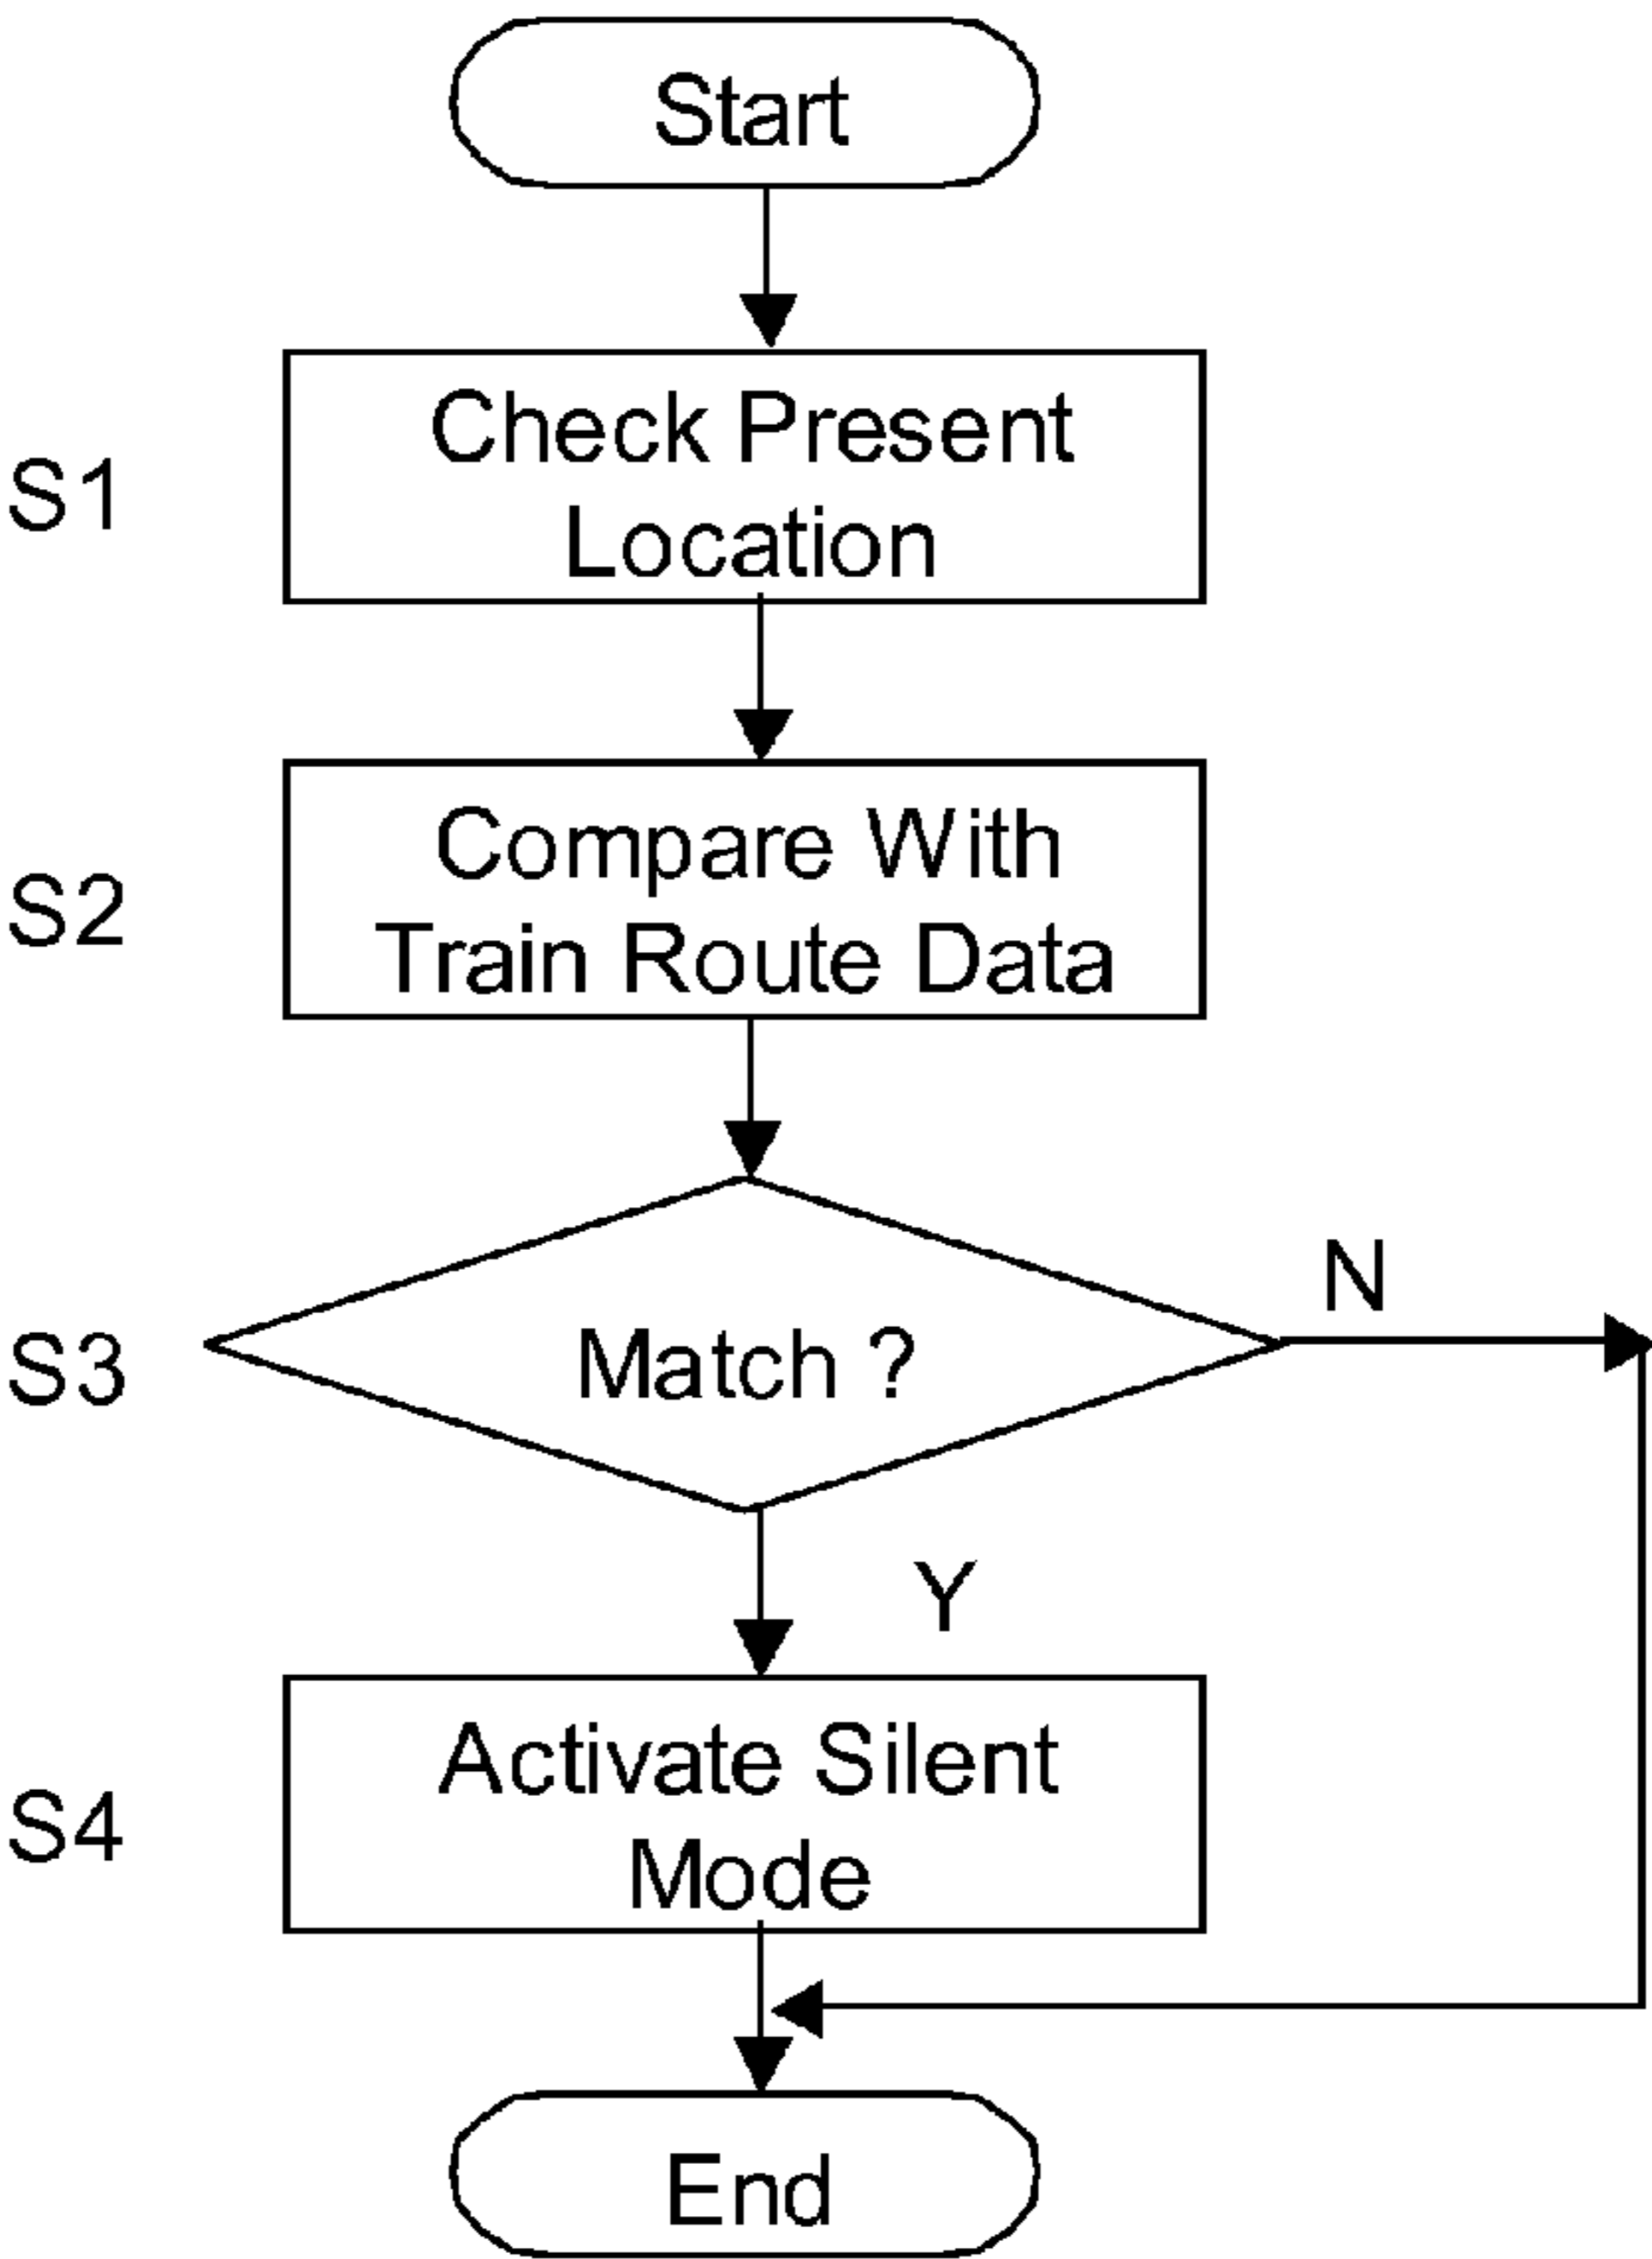 Start
S1
Check Present
Location
S2
Compare With
Train Route Data
S3
Match ?
N
Y
S4
Activate Silent
Mode
End